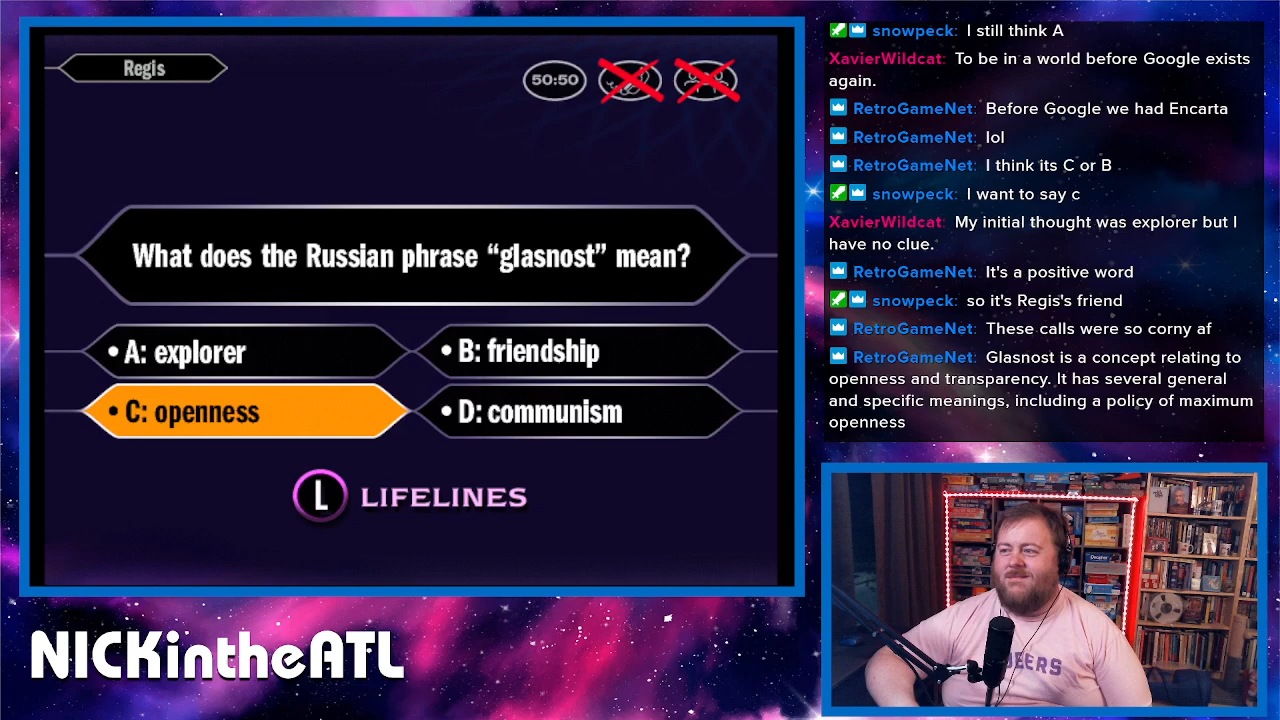 Regis
50:50
What does the Russian phrase “glasnost” mean?
• A: explorer
• B: friendship
• C: openness
• D: communism
L LIFELINES
NICKintheATL
snowpeck: I still think A
XavierWildcat: To be in a world before Google exists
again.
RetroGameNet: Before Google we had Encarta
RetroGameNet: lol
RetroGameNet: I think its C or B
snowpeck: I want to say c
XavierWildcat: My initial thought was explorer but I
have no clue.
RetroGameNet: It's a positive word
snowpeck: so it's Regis's friend
RetroGameNet: These calls were so corny af
RetroGameNet: Glasnost is a concept relating to
openness and transparency. It has several general
and specific meanings, including a policy of maximum
openness